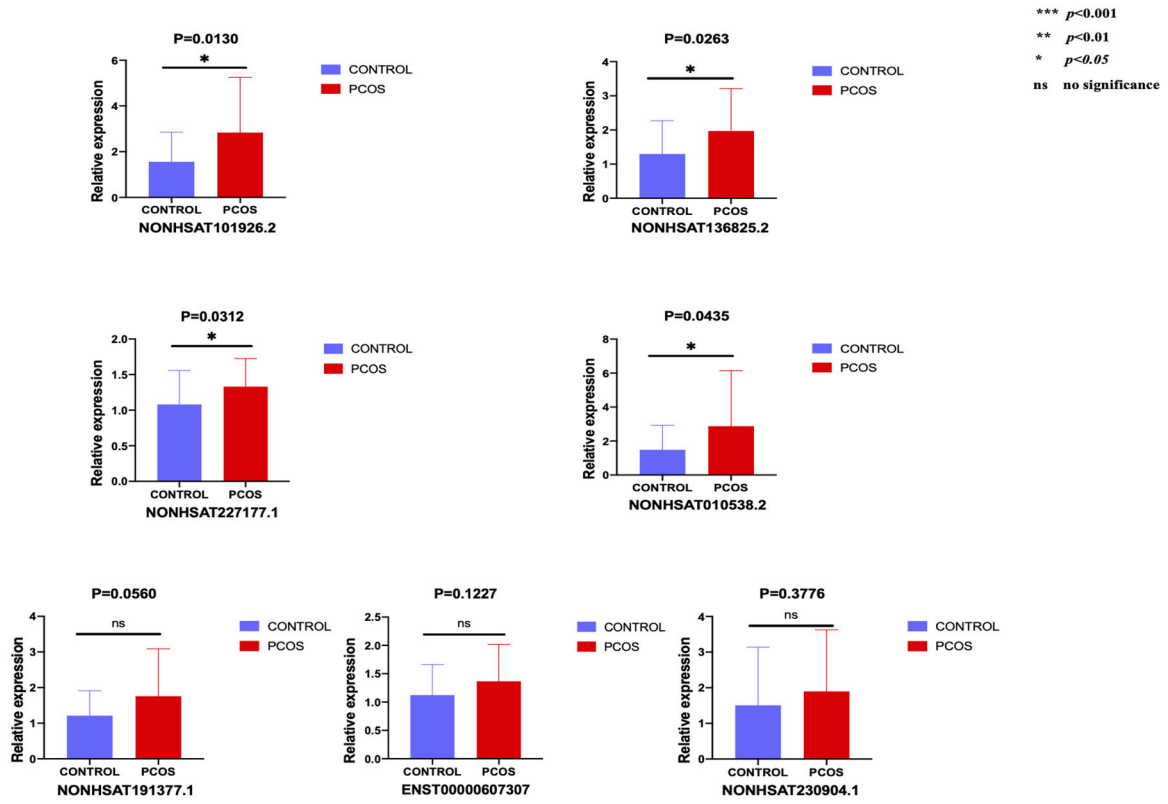 *** p<0.001
** p<0.01
* p<0.05
ns no significance
P=0.0130
*
6
4
2
0
Relative expression
CONTROL
PCOS
CONTROL PCOS
NONHSAT101926.2
P=0.0263
*
4
3
2
1
0
Relative expression
CONTROL
PCOS
CONTROL PCOS
NONHSAT136825.2
P=0.0312
*
2.0
1.5
1.0
0.5
0.0
Relative expression
CONTROL
PCOS
CONTROL PCOS
NONHSAT227177.1
P=0.0435
*
8
6
4
2
0
Relative expression
CONTROL
PCOS
CONTROL PCOS
NONHSAT010538.2
P=0.0560
ns
4
3
2
1
0
Relative expression
CONTROL
PCOS
CONTROL PCOS
NONHSAT191377.1
P=0.1227
ns
2.5
2.0
1.5
1.0
0.5
0.0
Relative expression
CONTROL
PCOS
CONTROL PCOS
ENST00000607307
P=0.3776
ns
4
3
2
1
0
Relative expression
CONTROL
PCOS
CONTROL PCOS
NONHSAT230904.1